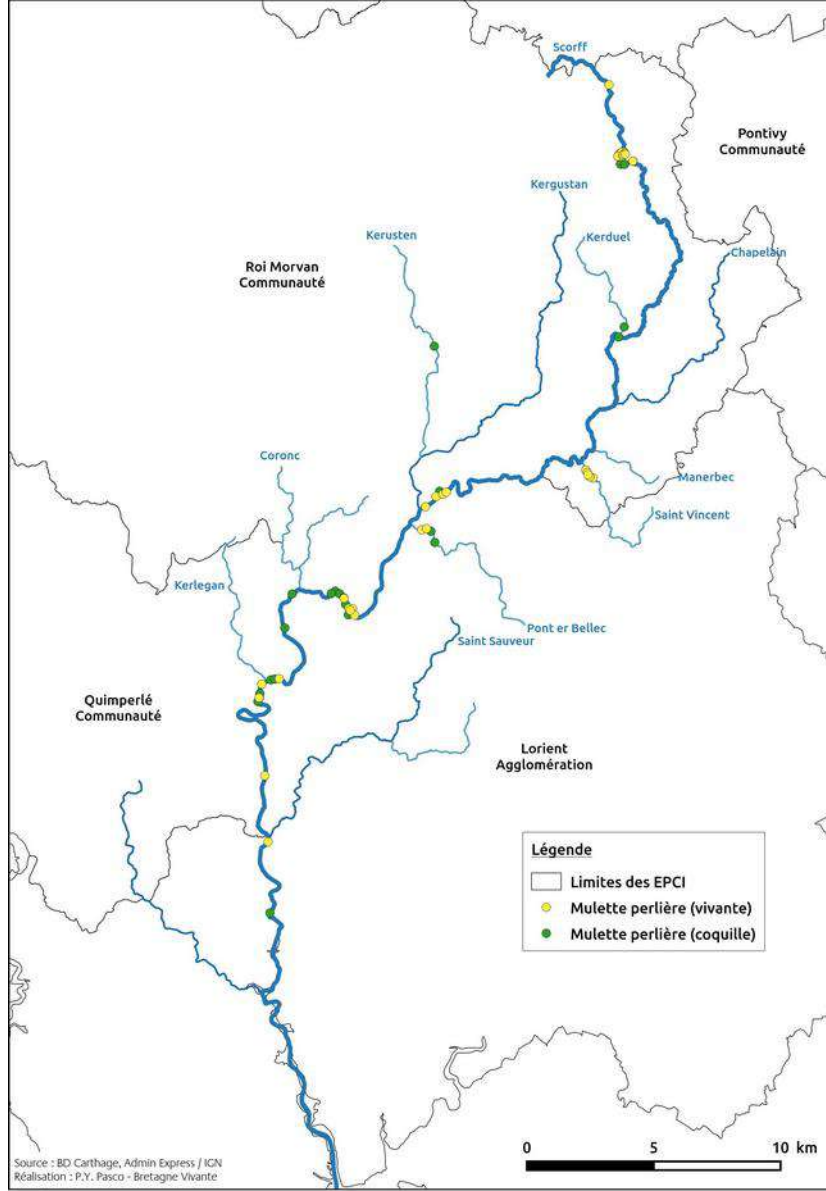 Scorff
Pontivy
Communauté
Kergustan
Kerusten
Kerduel
Chapelain
Roi Morvan
Communauté
Coronc
Manerbec
Saint Vincent
Kerlegan
Pont er Bellec
Saint Sauveur
Quimperlé
Communauté
Lorient
Agglomération
Légende
Limites des EPCI
Mulette perlière (vivante)
Mulette perlière (coquille)
0 5 10 km
Source : BD Carthage, Admin Express / IGN
Réalisation : P.Y. Pasco - Bretagne Vivante